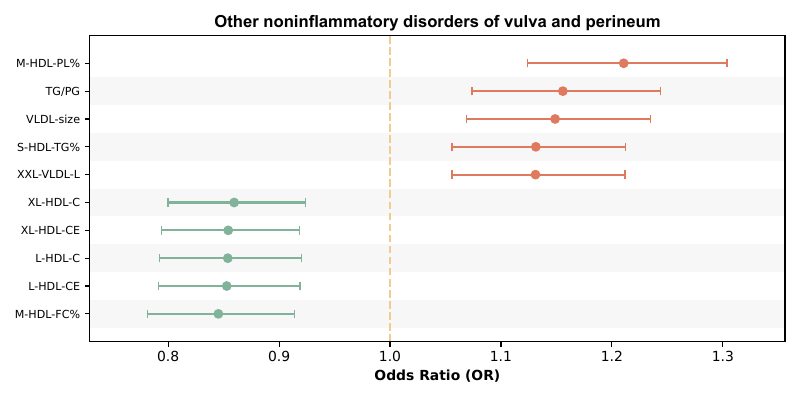 Other noninflammatory disorders of vulva and perineum
M-HDL-PL%
TG/PG
VLDL-size
S-HDL-TG%
XXL-VLDL-L
XL-HDL-C
XL-HDL-CE
L-HDL-C
L-HDL-CE
M-HDL-FC%
0.8 0.9 1.0 1.1 1.2 1.3
Odds Ratio (OR)